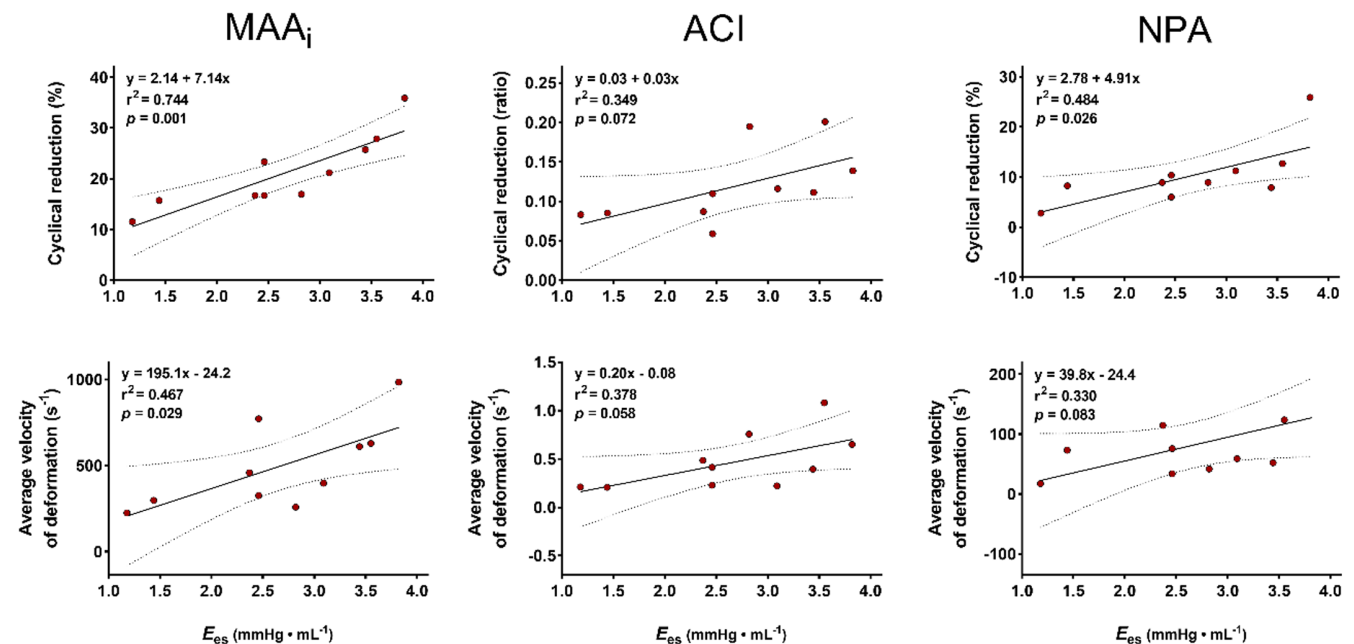 MAAi
ACI
NPA
Cyclical reduction (%)
40
30
20
10
0
y = 2.14 + 7.14x
r² = 0.744
p = 0.001
1.0 1.5 2.0 2.5 3.0 3.5 4.0
Cyclical reduction (ratio)
0.25
0.20
0.15
0.10
0.05
0.00
y = 0.03 + 0.03x
r² = 0.349
p = 0.072
1.0 1.5 2.0 2.5 3.0 3.5 4.0
Cyclical reduction (%)
30
20
10
0
-10
y = 2.78 + 4.91x
r² = 0.484
p = 0.026
1.0 1.5 2.0 2.5 3.0 3.5 4.0
Average velocity
of deformation (s⁻¹)
1000
500
0
y = 195.1x - 24.2
r² = 0.467
p = 0.029
1.0 1.5 2.0 2.5 3.0 3.5 4.0
Ees (mmHg • mL⁻¹)
Average velocity
of deformation (s⁻¹)
1.5
1.0
0.5
0.0
-0.5
y = 0.20x - 0.08
r² = 0.378
p = 0.058
1.0 1.5 2.0 2.5 3.0 3.5 4.0
Ees (mmHg • mL⁻¹)
Average velocity
of deformation (s⁻¹)
200
100
0
-100
y = 39.8x - 24.4
r² = 0.330
p = 0.083
1.0 1.5 2.0 2.5 3.0 3.5 4.0
Ees (mmHg • mL⁻¹)